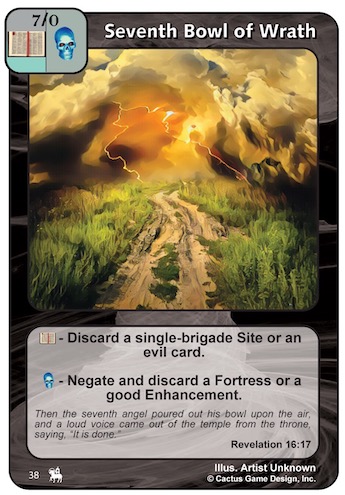 7/0
Seventh Bowl of Wrath
- Discard a single-brigade Site or an
evil card.
- Negate and discard a Fortress or a
good Enhancement.
Then the seventh angel poured out his bowl upon the air,
and a loud voice came out of the temple from the throne,
saying, “It is done.”
Revelation 16:17
38
Illus. Artist Unknown
© Cactus Game Design, Inc.